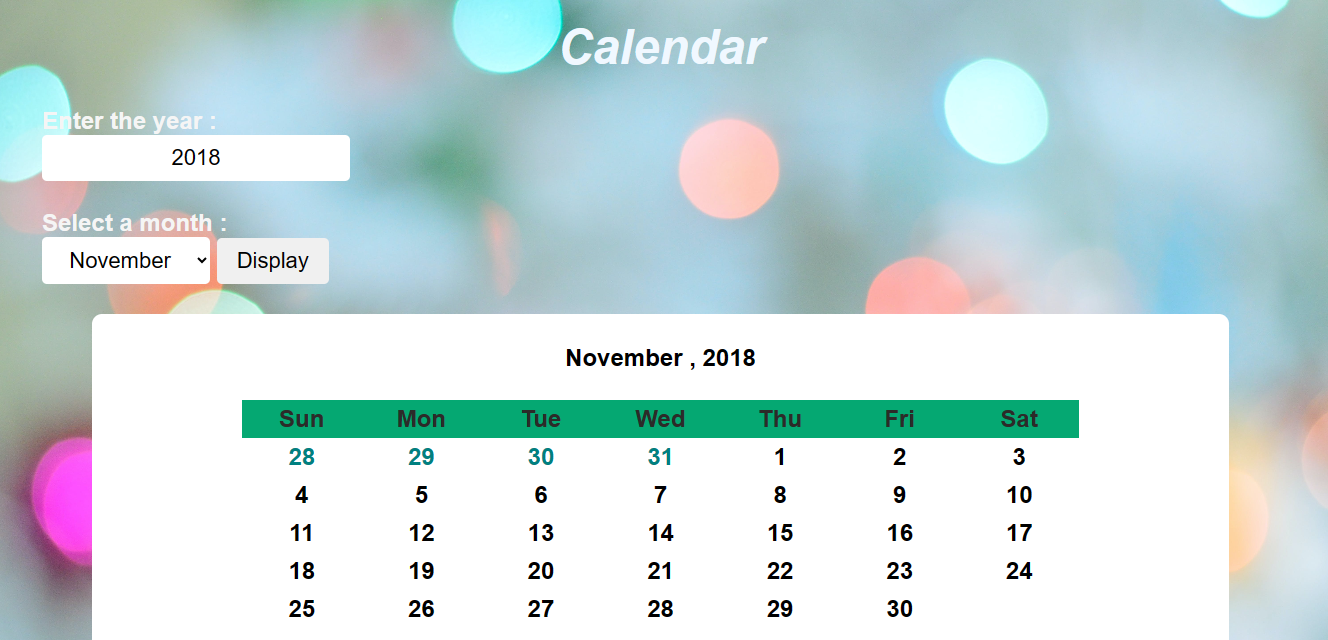 Calendar
Enter the year :
2018
Select a month :
November Display
November , 2018
Sun Mon Tue Wed Thu Fri Sat
28 29 30 31 1 2 3
4 5 6 7 8 9 10
11 12 13 14 15 16 17
18 19 20 21 22 23 24
25 26 27 28 29 30